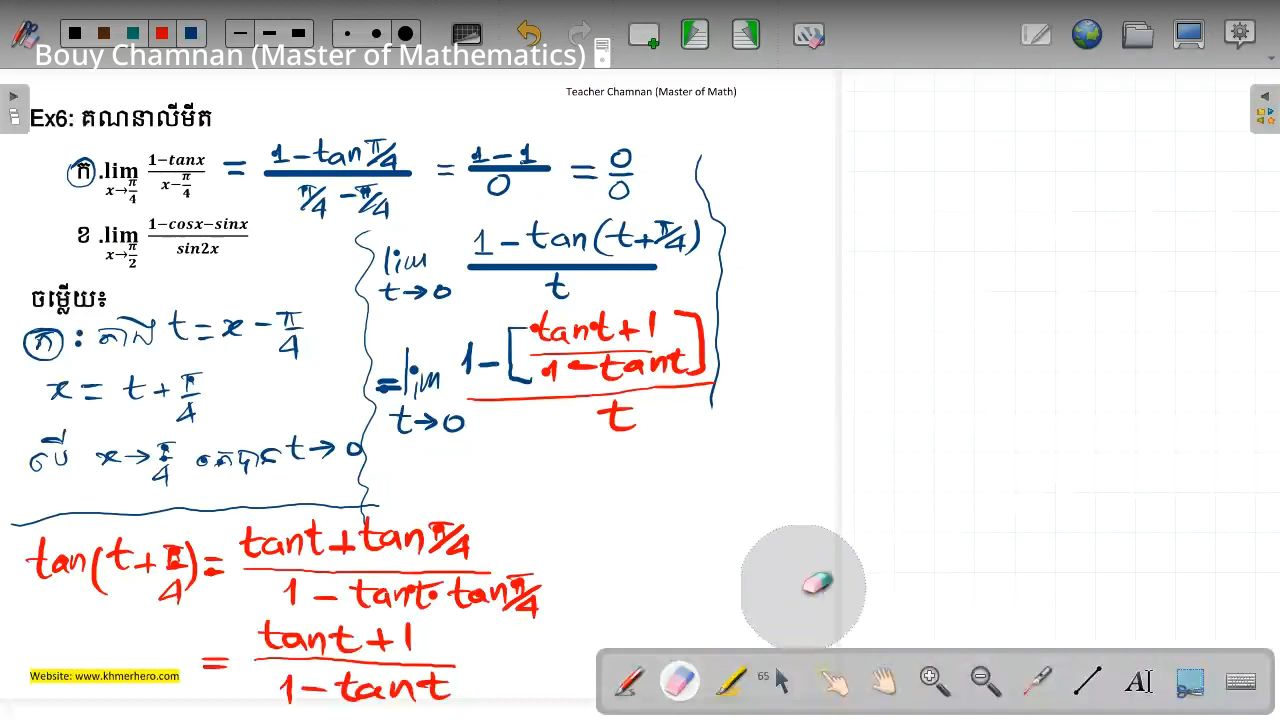 Bouy Chamnan (Master of Mathematics)
Teacher Chamnan (Master of Math)
Ex6: គណនាលីមីត
ក.lim x→π/4 (1−tanx)/(x−π/4) = (1−tan π/4)/(π/4 − π/4) = (1−1)/0 = 0/0
ខ.lim x→π/2 (1−cosx−sinx)/sin2x
lim t→0 (1−tan(t+π/4))/t
ចម្លើយ៖
ក : តាង t = x − π/4
x = t + π/4
បើ x→π/4 គេបាន t→0
= lim t→0 (1−[(tant+1)/(1−tant)])/t
tan(t+π/4) = (tant+tan π/4)/(1−tant·tan π/4)
= (tant+1)/(1−tant)
Website: www.khmerhero.com
65